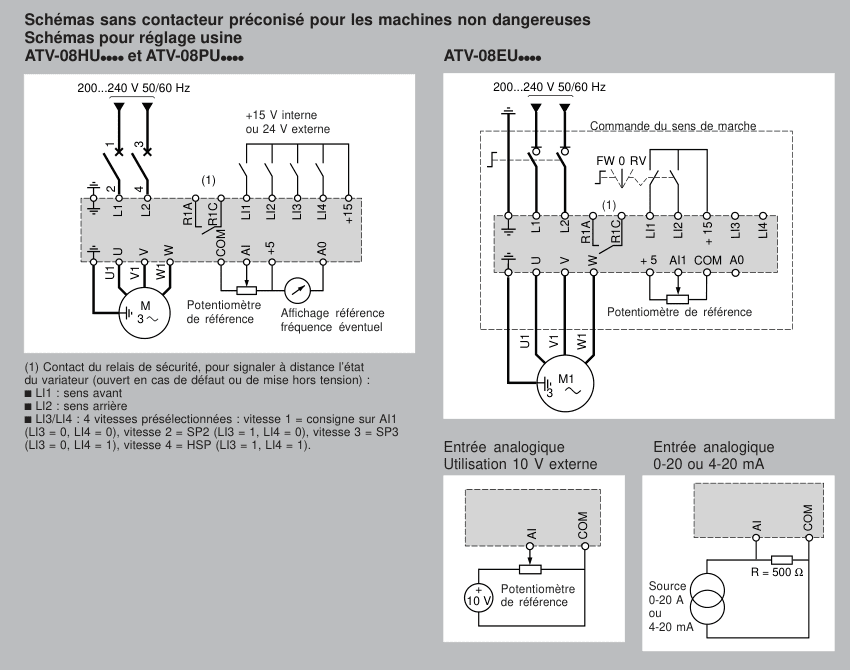 Schémas sans contacteur préconisé pour les machines non dangereuses
Schémas pour réglage usine
ATV-08HU•••• et ATV-08PU••••
200...240 V 50/60 Hz
+15 V interne
ou 24 V externe
1
3
2
4
(1)
L1
L2
R1A
R1C
LI1
LI2
LI3
LI4
+15
U
V
W
COM
AI
+5
A0
U1
V1
W1
M
3 ~
Potentiomètre
de référence
Affichage référence
fréquence éventuel
(1) Contact du relais de sécurité, pour signaler à distance l'état
du variateur (ouvert en cas de défaut ou de mise hors tension) :
■ LI1 : sens avant
■ LI2 : sens arrière
■ LI3/LI4 : 4 vitesses présélectionnées : vitesse 1 = consigne sur AI1
(LI3 = 0, LI4 = 0), vitesse 2 = SP2 (LI3 = 1, LI4 = 0), vitesse 3 = SP3
(LI3 = 0, LI4 = 1), vitesse 4 = HSP (LI3 = 1, LI4 = 1).
ATV-08EU••••
200...240 V 50/60 Hz
Commande du sens de marche
FW 0 RV
(1)
L1
L2
R1A
R1C
LI1
LI2
+ 15
LI3
LI4
U
V
W
+ 5
AI1
COM
A0
Potentiomètre de référence
U1
V1
W1
M1
3 ~
Entrée analogique
Utilisation 10 V externe
AI
COM
+
10 V
Potentiomètre
de référence
Entrée analogique
0-20 ou 4-20 mA
AI
COM
R = 500 Ω
Source
0-20 A
ou
4-20 mA